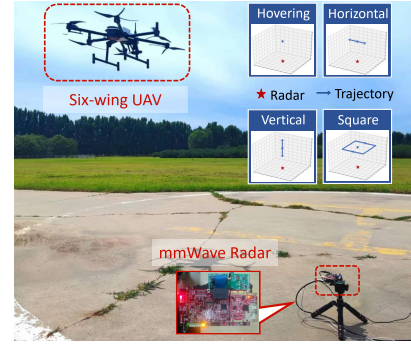 Hovering
Horizontal
Six-wing UAV
Radar
Trajectory
Vertical
Square
mmWave Radar